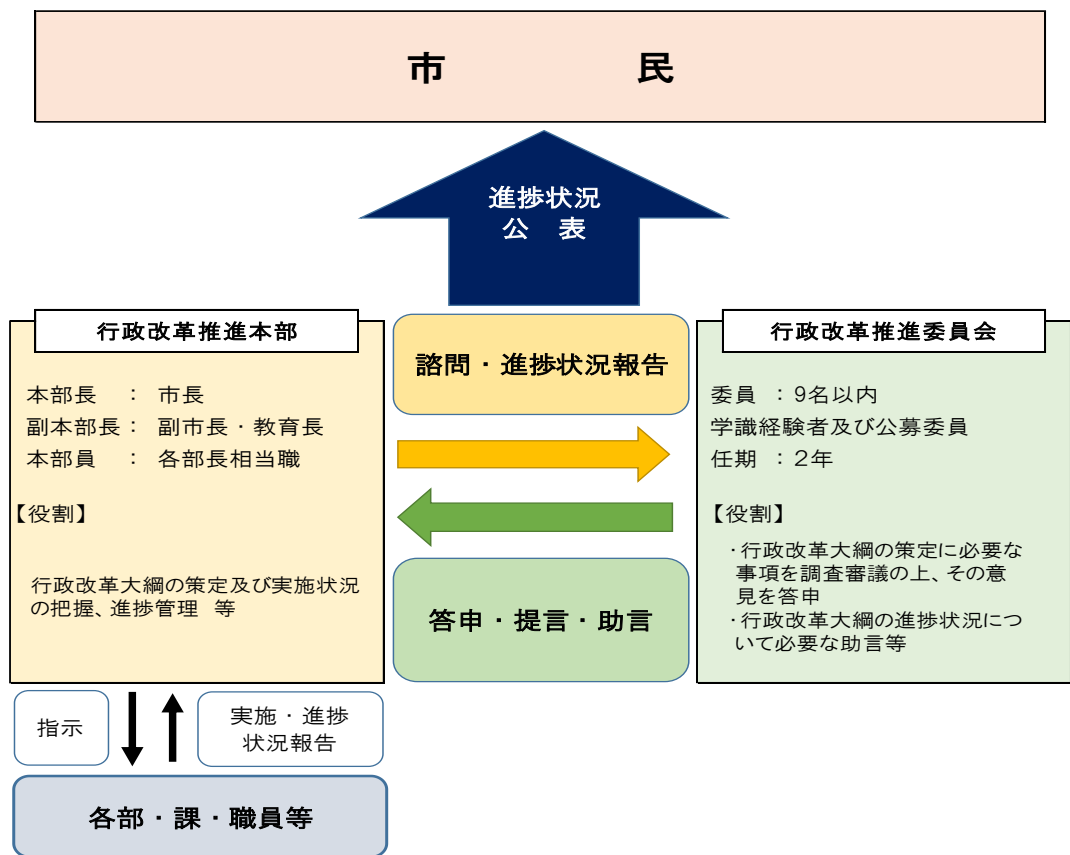 市　民
進捗状況
公　表
行政改革推進本部
本部長　：　市長
副本部長：　副市長・教育長
本部員　：　各部長相当職
【役割】
行政改革大綱の策定及び実施状況
の把握、進捗管理　等
諮問・進捗状況報告
答申・提言・助言
行政改革推進委員会
委員　：9名以内
学識経験者及び公募委員
任期　：2年
【役割】
・行政改革大綱の策定に必要な
事項を調査審議の上、その意
見を答申
・行政改革大綱の進捗状況につ
いて必要な助言等
指示
実施・進捗
状況報告
各部・課・職員等